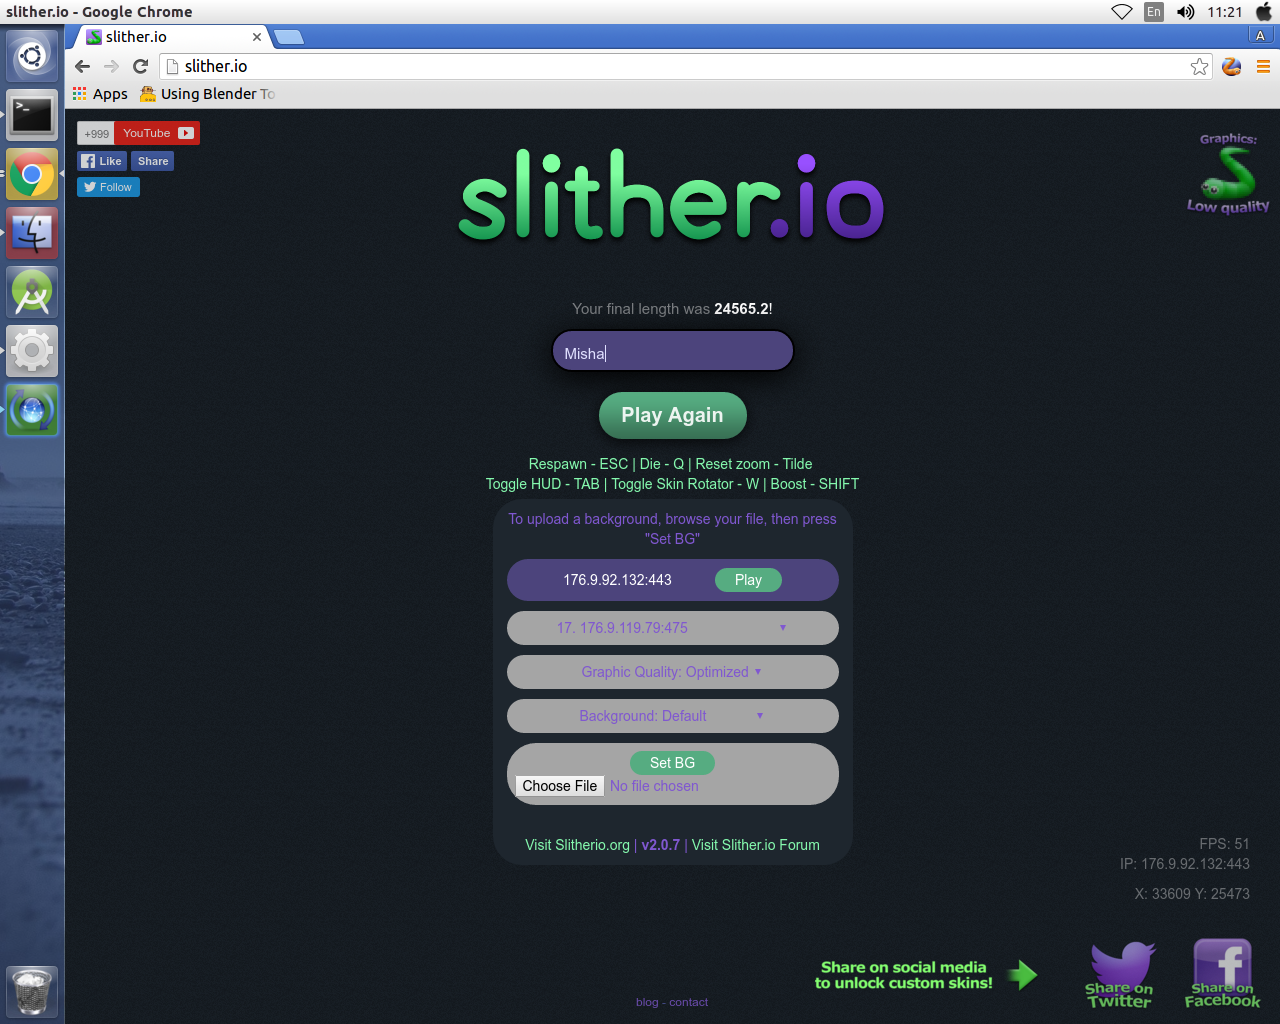 slither.io - Google Chrome
En
11:21
slither.io
A
slither.io
Apps
Using Blender To
+999
YouTube
Like
Share
Follow
slither.io
Graphics:
Low quality
Your final length was 24565.2!
Misha
Play Again
Respawn - ESC | Die - Q | Reset zoom - Tilde
Toggle HUD - TAB | Toggle Skin Rotator - W | Boost - SHIFT
To upload a background, browse your file, then press
"Set BG"
176.9.92.132:443
Play
17. 176.9.119.79:475
Graphic Quality: Optimized
Background: Default
Set BG
Choose File
No file chosen
Visit Slitherio.org | v2.0.7 | Visit Slither.io Forum
FPS: 51
IP: 176.9.92.132:443
X: 33609 Y: 25473
Share on social media
to unlock custom skins!
Share on
Twitter
Share on
Facebook
blog - contact